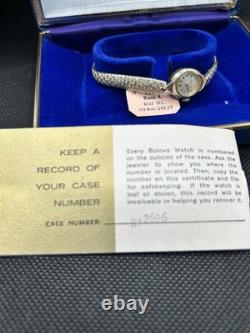 KEEP A
RECORD OF
YOUR CASE
NUMBER
CASE NUMBER
Every Bulova Watch is numbered
on the outside of the case. Ask the
jeweler to show you where the
number is located. Then, copy the
number on this certificate and file
for safekeeping. If the watch is
lost or stolen, this record will be
invaluable in helping you recover it.